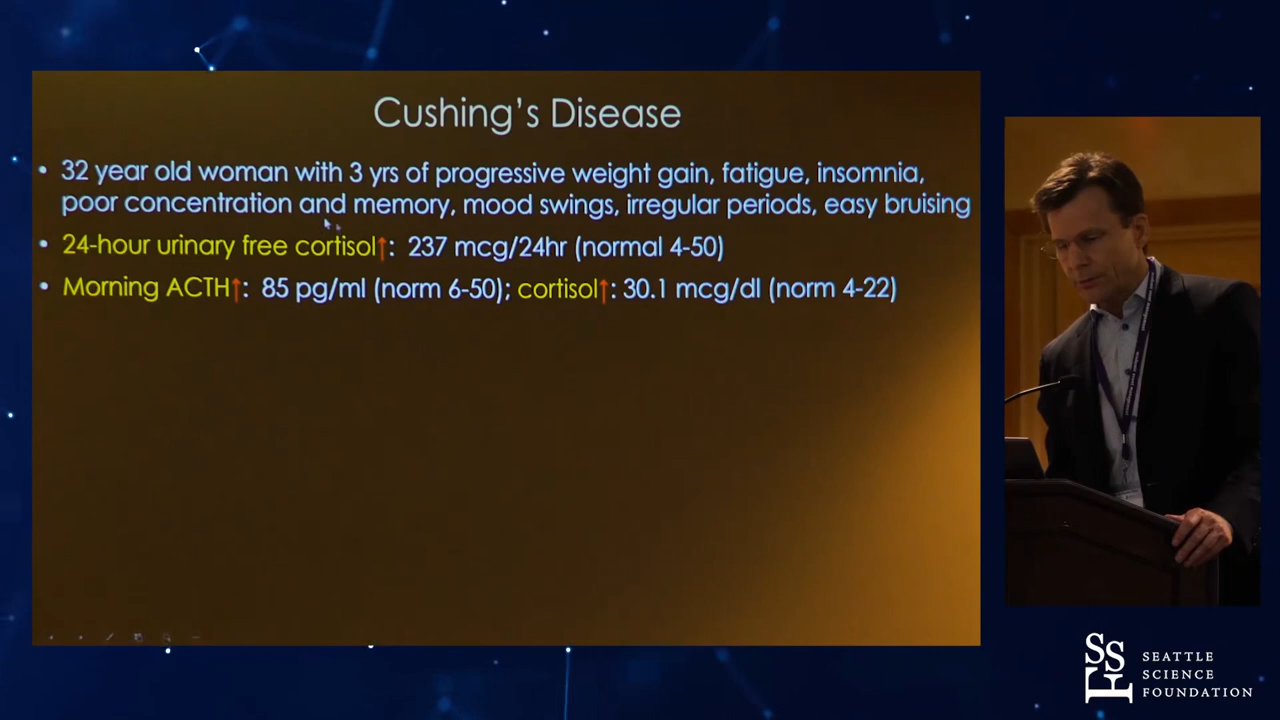 Cushing's Disease
• 32 year old woman with 3 yrs of progressive weight gain, fatigue, insomnia,
poor concentration and memory, mood swings, irregular periods, easy bruising
• 24-hour urinary free cortisol↑: 237 mcg/24hr (normal 4-50)
• Morning ACTH↑: 85 pg/ml (norm 6-50); cortisol↑: 30.1 mcg/dl (norm 4-22)
SSF
SEATTLE
SCIENCE
FOUNDATION